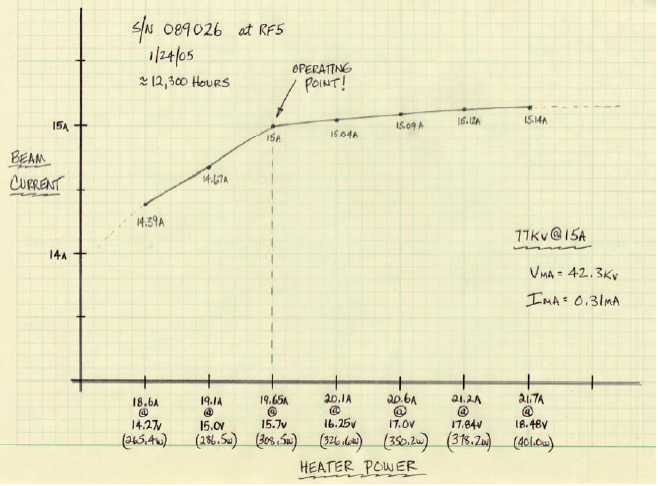 S/N 089026 at RF5
1/24/05
≈ 12,300 HOURS
OPERATING
POINT!
15A
15A
15.04A
15.09A
15.12A
15.14A
BEAM
CURRENT
14.67A
14.39A
14A
77KV@15A
VMA = 42.3KV
IMA = 0.31MA
18.6A
@
14.27V
(265.4W)
19.1A
@
15.0V
(286.5W)
19.65A
@
15.7V
(308.5W)
20.1A
@
16.25V
(326.6W)
20.6A
@
17.0V
(350.2W)
21.2A
@
17.84V
(378.2W)
21.7A
@
18.48V
(401.0W)
HEATER POWER